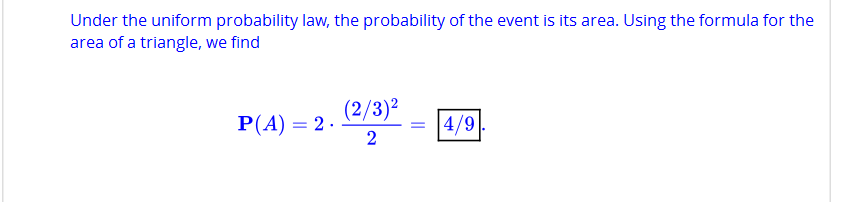 Under the uniform probability law, the probability of the event is its area. Using the formula for the
area of a triangle, we find
P(A) = 2 · (2/3)²/2 = 4/9.